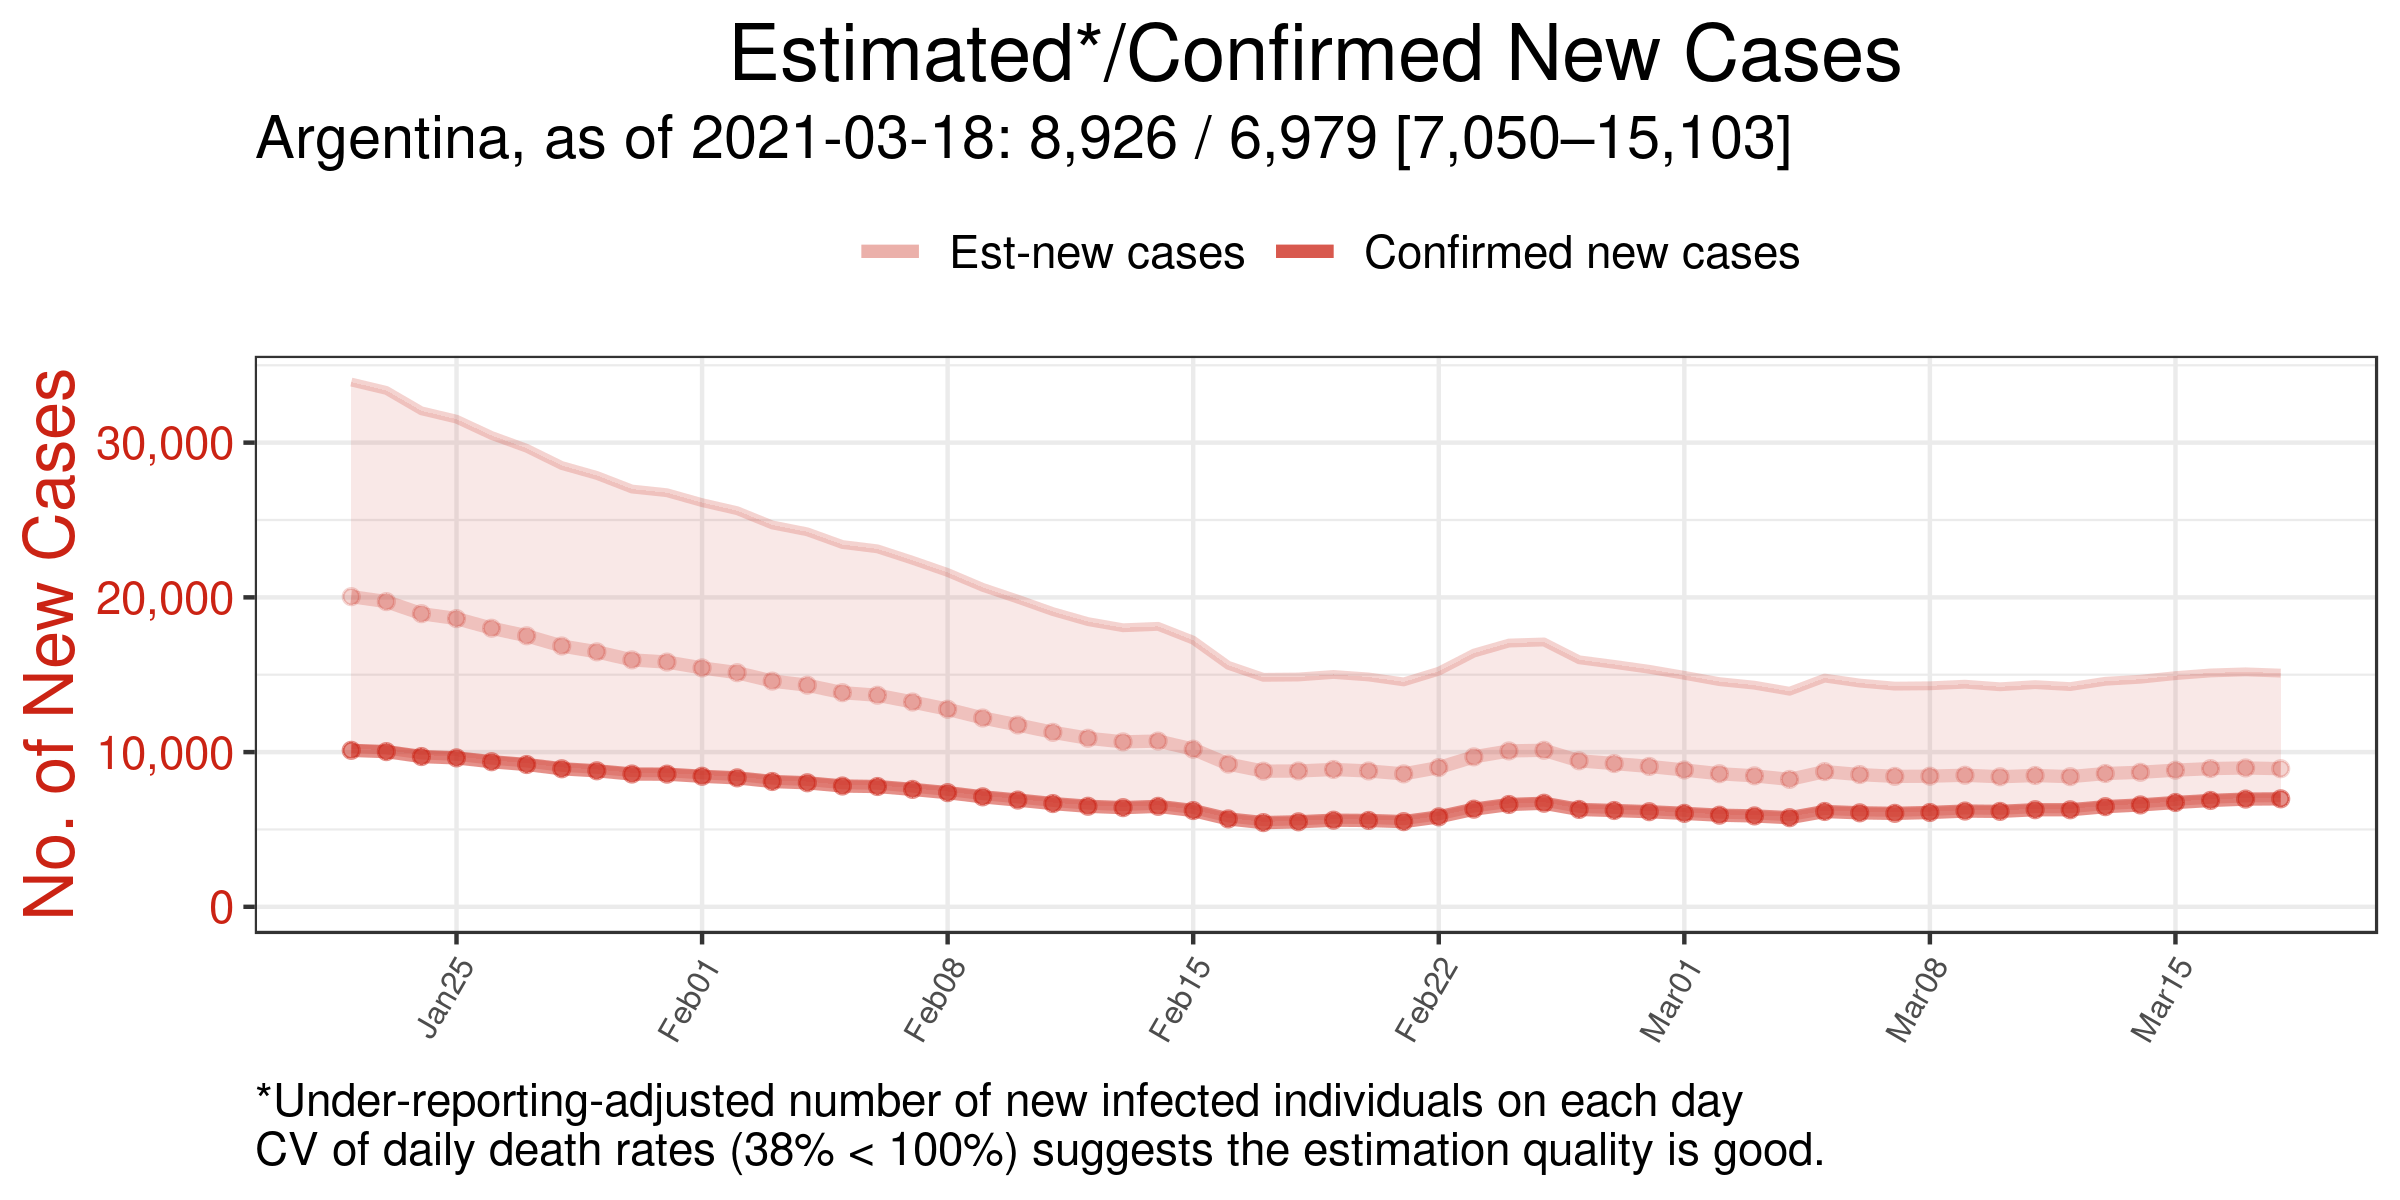 Estimated*/Confirmed New Cases
Argentina, as of 2021-03-18: 8,926 / 6,979 [7,050–15,103]
Est-new cases
Confirmed new cases
No. of New Cases
30,000
20,000
10,000
0
Jan25
Feb01
Feb08
Feb15
Feb22
Mar01
Mar08
Mar15
*Under-reporting-adjusted number of new infected individuals on each day
CV of daily death rates (38% < 100%) suggests the estimation quality is good.